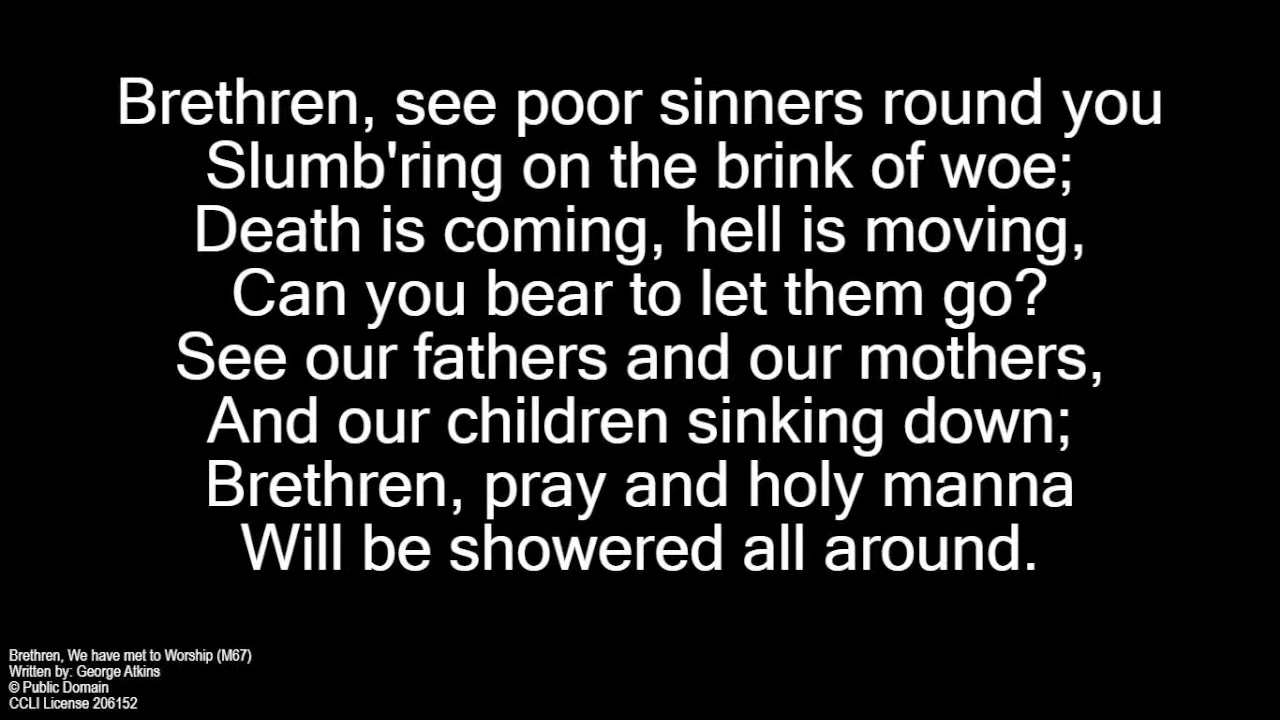 Brethren, see poor sinners round you
Slumb'ring on the brink of woe;
Death is coming, hell is moving,
Can you bear to let them go?
See our fathers and our mothers,
And our children sinking down;
Brethren, pray and holy manna
Will be showered all around.
Brethren, We have met to Worship (M67)
Written by: George Atkins
© Public Domain
CCLI License 206152